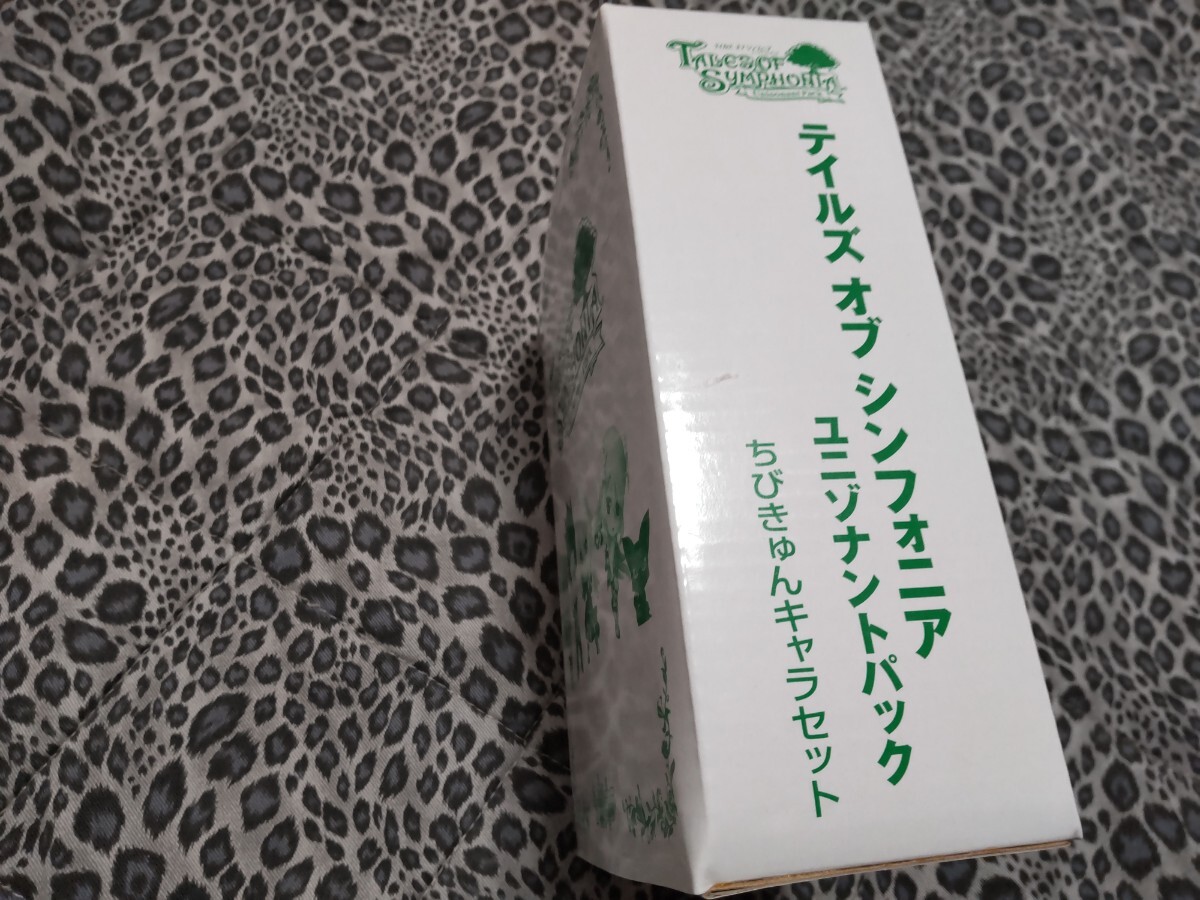 TALES OF
SYMPHONIA
テイルズ オブ シンフォニア
ユニゾナントパック
ちびきゅんキャラセット